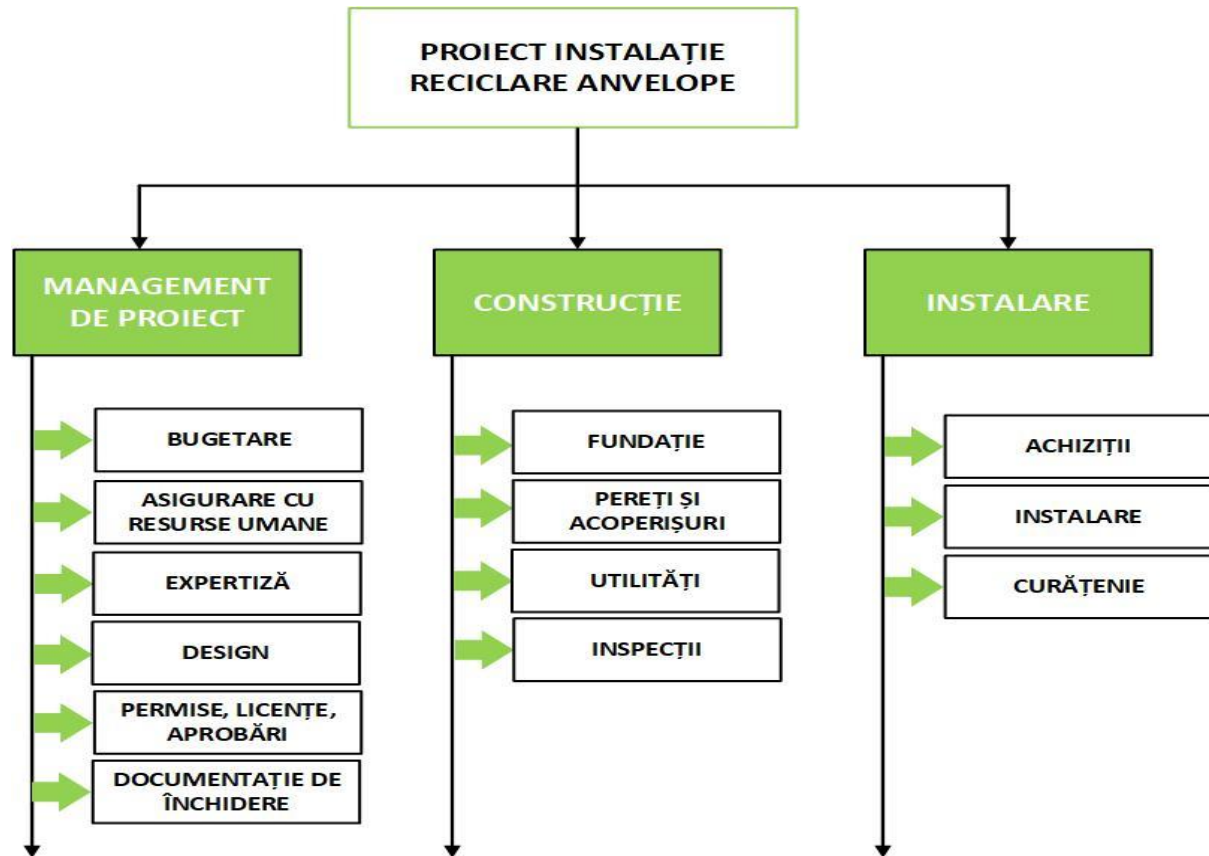 PROIECT INSTALAȚIE
RECICLARE ANVELOPE
MANAGEMENT
DE PROIECT
BUGETARE
ASIGURARE CU
RESURSE UMANE
EXPERTIZĂ
DESIGN
PERMISE, LICENȚE,
APROBĂRI
DOCUMENTAȚIE DE
ÎNCHIDERE
CONSTRUCȚIE
FUNDAȚIE
PEREȚI ȘI
ACOPERIȘURI
UTILITĂȚI
INSPECȚII
INSTALARE
ACHIZIȚII
INSTALARE
CURĂȚENIE